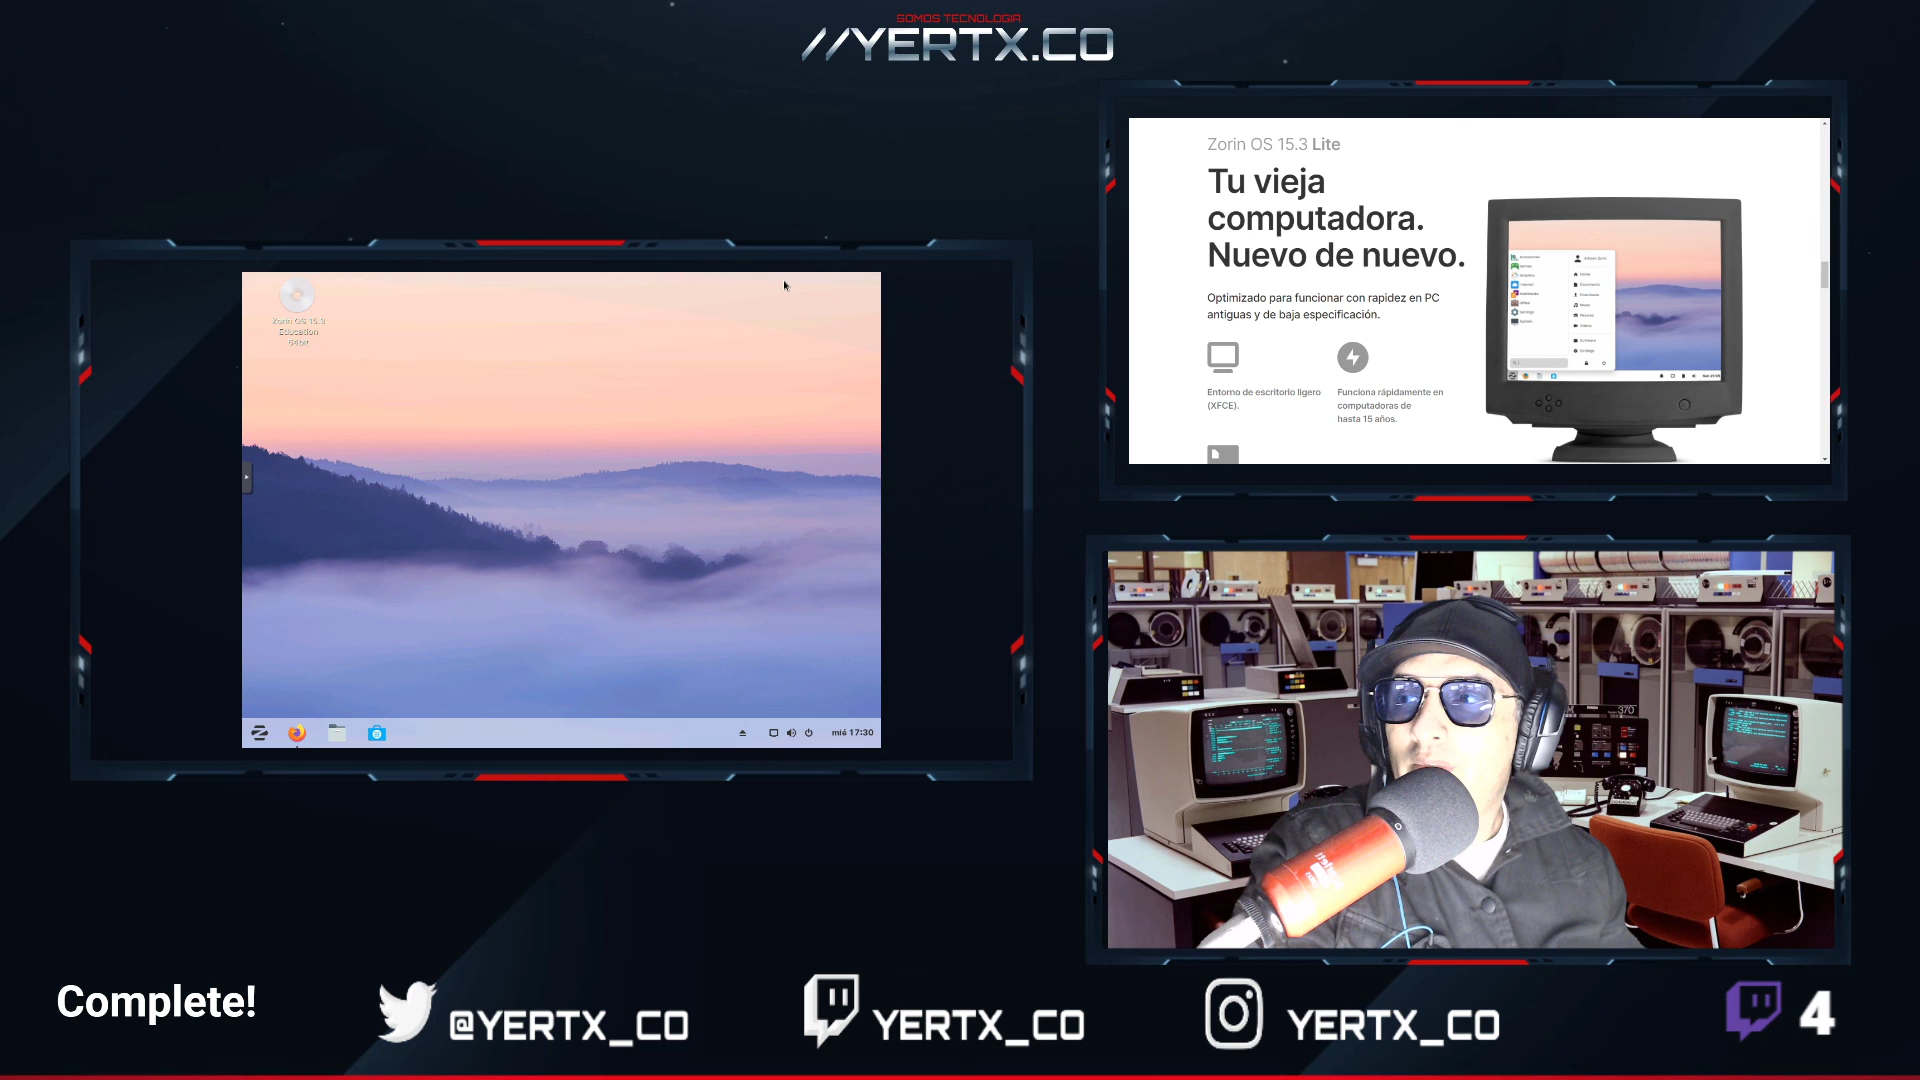 SOMOS TECNOLOGIA
//YERTX.CO
Zorin OS 15.3
Education
64bit
mié 17:30
Zorin OS 15.3 Lite
Tu vieja
computadora.
Nuevo de nuevo.
Optimizado para funcionar con rapidez en PC
antiguas y de baja especificación.
Entorno de escritorio ligero
(XFCE).
Funciona rápidamente en
computadoras de
hasta 15 años.
370
Complete!
@YERTX_CO
YERTX_CO
YERTX_CO
4